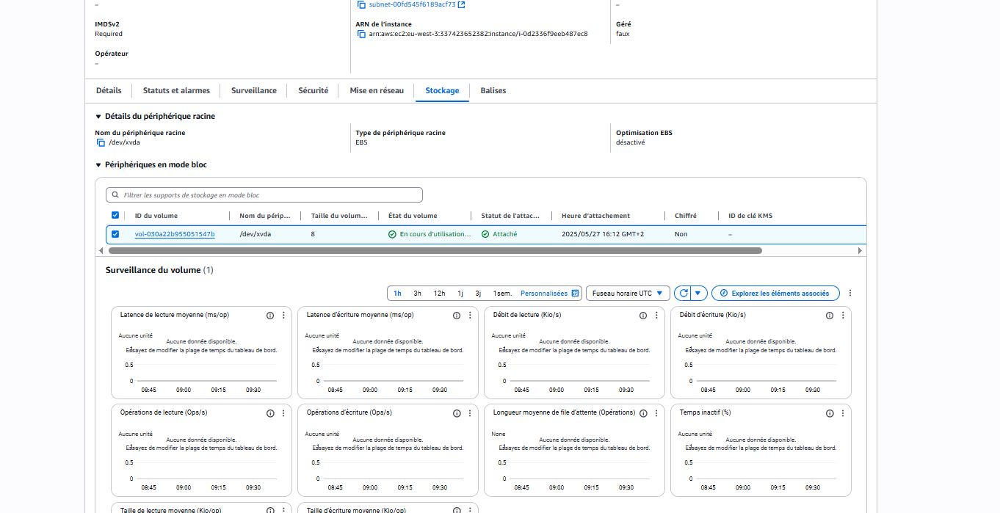 –
subnet-00fd545f6189acf73
–
IMDSv2
Required
ARN de l'instance
arn:aws:ec2:eu-west-3:337423652382:instance/i-0d2336f9eeb487ec8
Géré
faux
Opérateur
–
Détails
Statuts et alarmes
Surveillance
Sécurité
Mise en réseau
Stockage
Balises
Détails du périphérique racine
Nom du périphérique racine
/dev/xvda
Type de périphérique racine
EBS
Optimisation EBS
désactivé
Périphériques en mode bloc
Filtrer les supports de stockage en mode bloc
ID du volume
Nom du périp...
Taille du volum...
État du volume
Statut de l'attac...
Heure d'attachement
Chiffré
ID de clé KMS
vol-030a22b955051547b
/dev/xvda
8
En cours d'utilisation...
Attaché
2025/05/27 16:12 GMT+2
Non
–
Surveillance du volume (1)
1h
3h
12h
1j
3j
1sem.
Personnalisées
Fuseau horaire UTC
Explorez les éléments associés
Latence de lecture moyenne (ms/op)
Aucune unité
Aucune donnée disponible.
1
Essayez de modifier la plage de temps du tableau de bord.
0.5
0
08:45 09:00 09:15 09:30
Latence d'écriture moyenne (ms/op)
Aucune unité
Aucune donnée disponible.
1
Essayez de modifier la plage de temps du tableau de bord.
0.5
0
08:45 09:00 09:15 09:30
Débit de lecture (Kio/s)
Aucune unité
Aucune donnée disponible.
1
Essayez de modifier la plage de temps du tableau de bord.
0.5
0
08:45 09:00 09:15 09:30
Débit d'écriture (Kio/s)
Aucune unité
Aucune donnée disponible.
1
Essayez de modifier la plage de temps du tableau de bord.
0.5
0
08:45 09:00 09:15 09:30
Opérations de lecture (Ops/s)
Aucune unité
Aucune donnée disponible.
1
Essayez de modifier la plage de temps du tableau de bord.
0.5
0
08:45 09:00 09:15 09:30
Opérations d'écriture (Ops/s)
Aucune unité
Aucune donnée disponible.
1
Essayez de modifier la plage de temps du tableau de bord.
0.5
0
08:45 09:00 09:15 09:30
Longueur moyenne de file d'attente (Opérations)
None
Aucune donnée disponible.
1
Essayez de modifier la plage de temps du tableau de bord.
0.5
0
08:45 09:00 09:15 09:30
Temps inactif (%)
Aucune unité
Aucune donnée disponible.
1
Essayez de modifier la plage de temps du tableau de bord.
0.5
0
08:45 09:00 09:15 09:30
Taille de lecture moyenne (Kio/op)
Taille d'écriture moyenne (Kio/op)